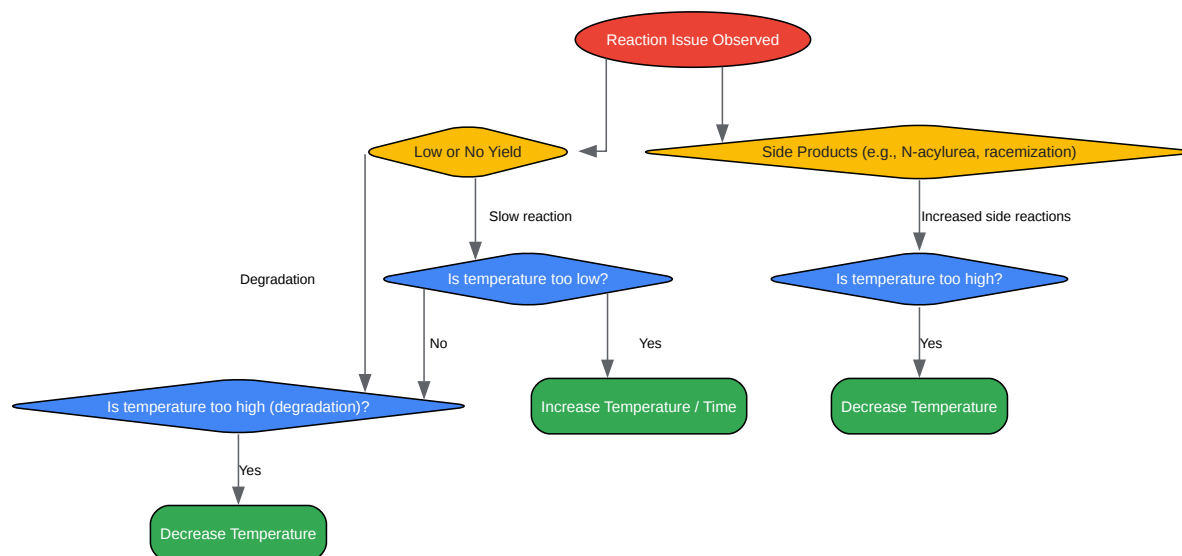 Reaction Issue Observed
Low or No Yield
Side Products (e.g., N-acylurea, racemization)
Slow reaction
Increased side reactions
Degradation
Is temperature too low?
Is temperature too high?
No
Yes
Yes
Is temperature too high (degradation)?
Increase Temperature / Time
Decrease Temperature
Yes
Decrease Temperature